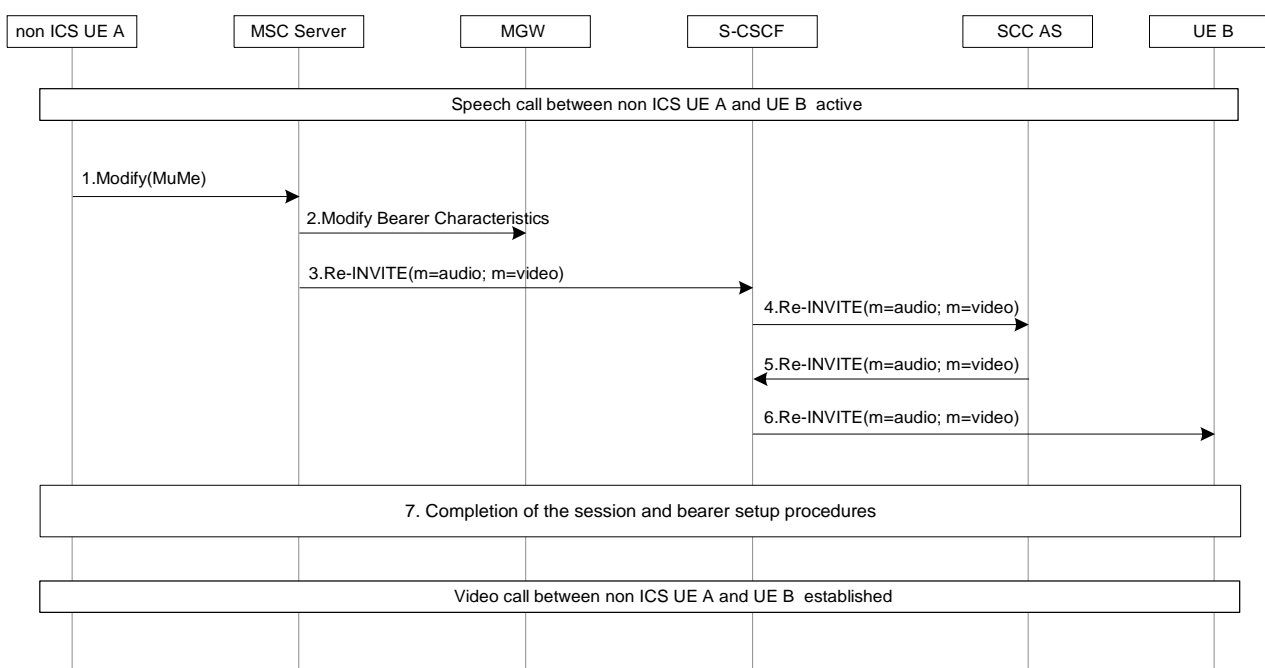 non ICS UE A
MSC Server
MGW
S-CSCF
SCC AS
UE B
Speech call between non ICS UE A and UE B active
1.Modify(MuMe)
2.Modify Bearer Characteristics
3.Re-INVITE(m=audio; m=video)
4.Re-INVITE(m=audio; m=video)
5.Re-INVITE(m=audio; m=video)
6.Re-INVITE(m=audio; m=video)
7. Completion of the session and bearer setup procedures
Video call between non ICS UE A and UE B established